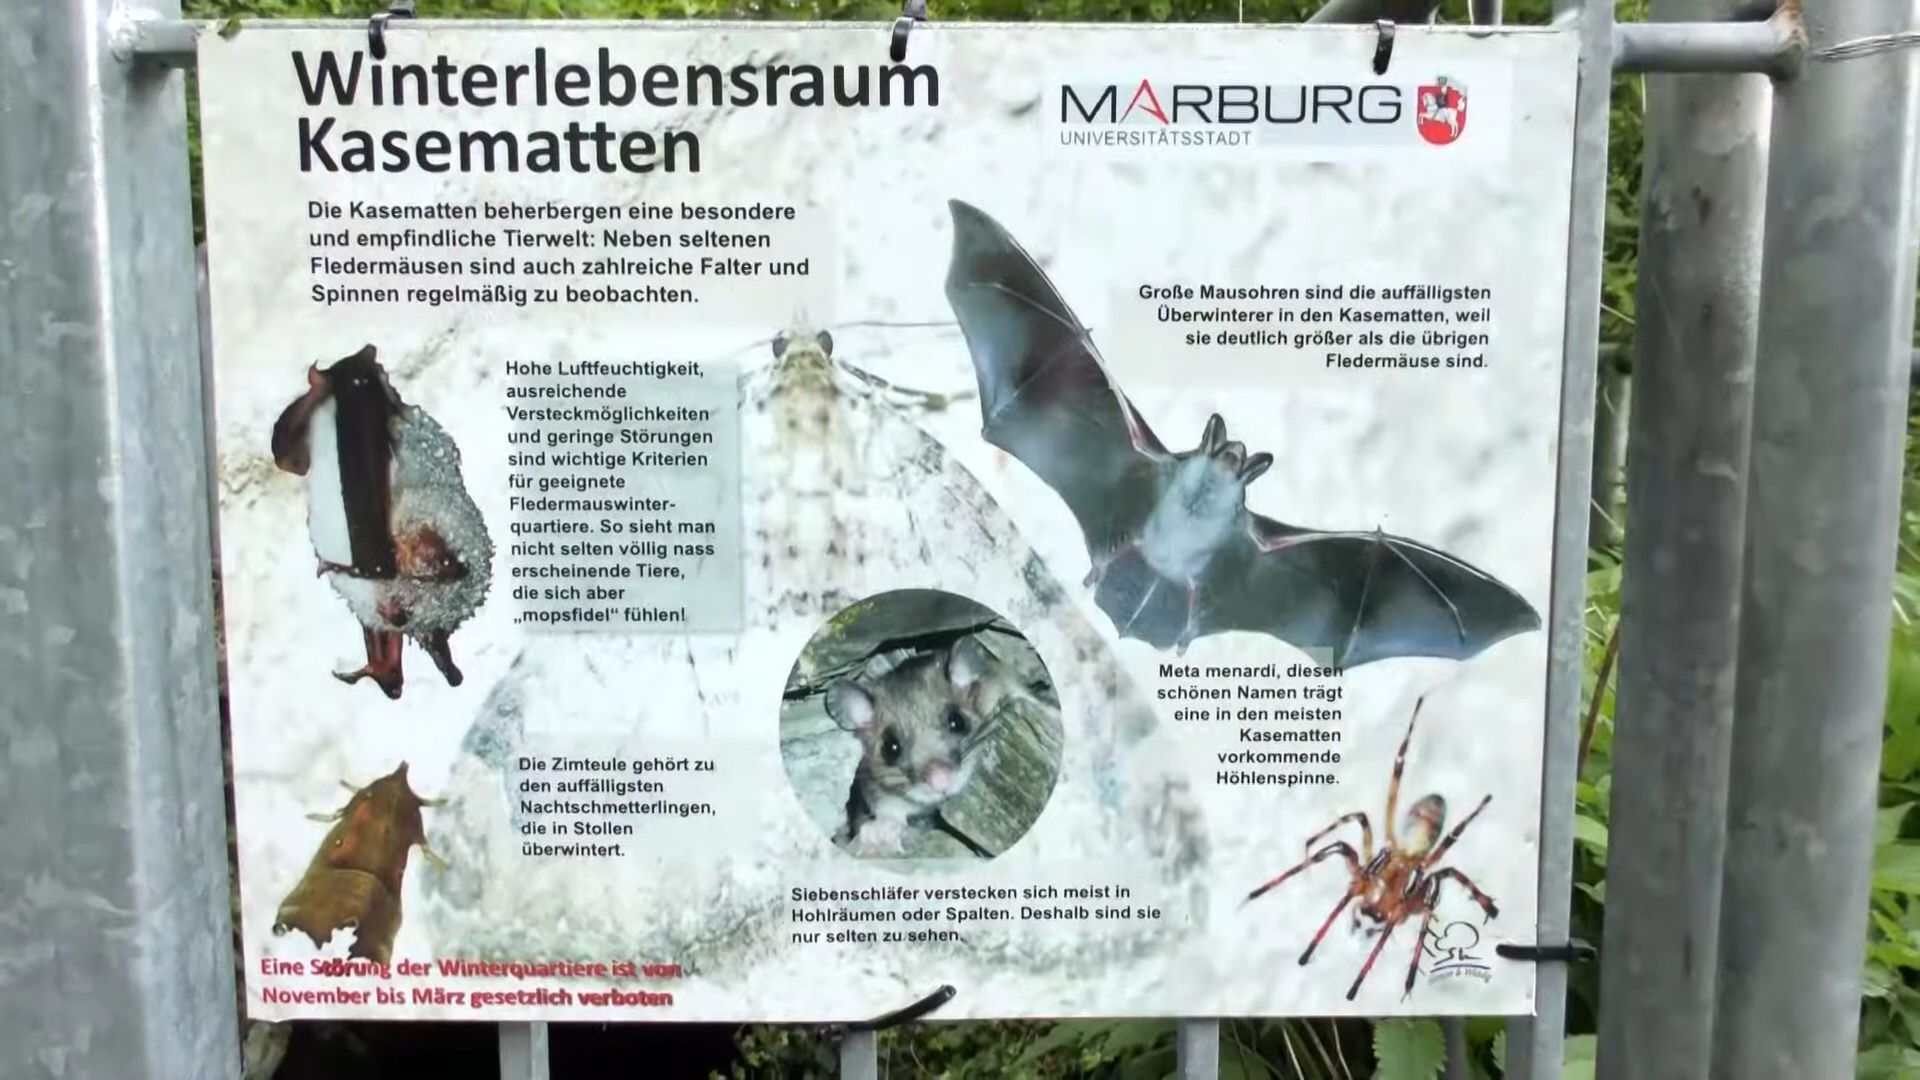 Winterlebensraum
Kasematten
MARBURG
UNIVERSITÄTSSTADT
Die Kasematten beherbergen eine besondere
und empfindliche Tierwelt: Neben seltenen
Fledermäusen sind auch zahlreiche Falter und
Spinnen regelmäßig zu beobachten.
Große Mausohren sind die auffälligsten
Überwinterer in den Kasematten, weil
sie deutlich größer als die übrigen
Fledermäuse sind.
Hohe Luftfeuchtigkeit,
ausreichende
Versteckmöglichkeiten
und geringe Störungen
sind wichtige Kriterien
für geeignete
Fledermauswinter-
quartiere. So sieht man
nicht selten völlig nass
erscheinende Tiere,
die sich aber
„mopsfidel“ fühlen!
Meta menardi, diesen
schönen Namen trägt
eine in den meisten
Kasematten
vorkommende
Höhlenspinne.
Die Zimteule gehört zu
den auffälligsten
Nachtschmetterlingen,
die in Stollen
überwintert.
Siebenschläfer verstecken sich meist in
Hohlräumen oder Spalten. Deshalb sind sie
nur selten zu sehen.
Eine Störung der Winterquartiere ist von
November bis März gesetzlich verboten